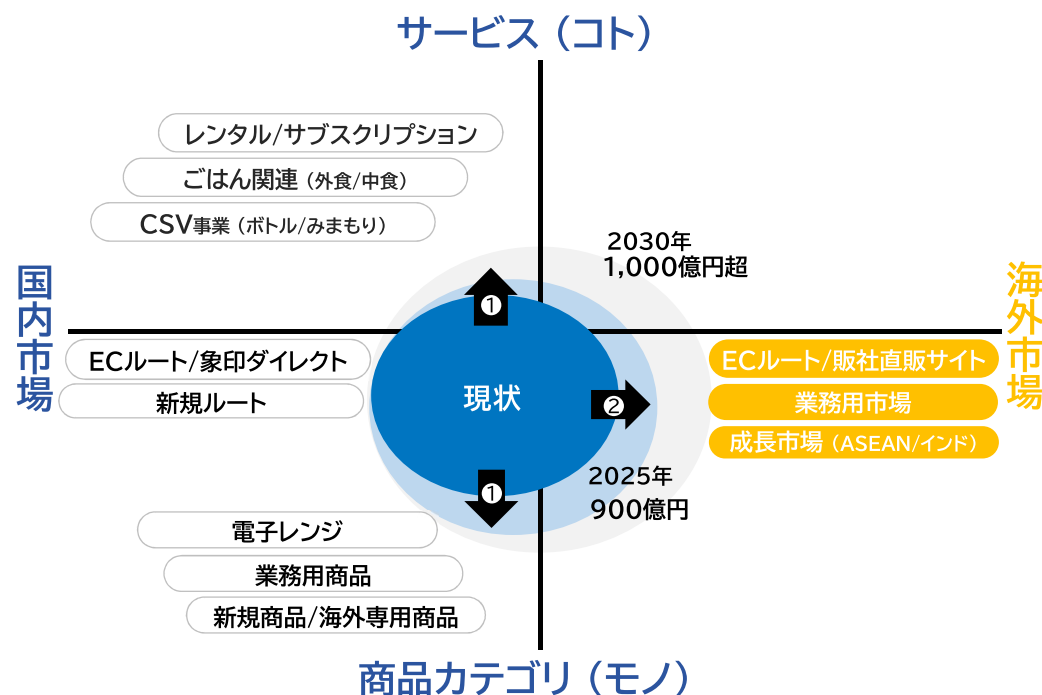 サービス（コト）
レンタル/サブスクリプション
ごはん関連（外食/中食）
CSV事業（ボトル/みまもり）
2030年
1,000億円超
国内市場
海外市場
❶
ECルート/象印ダイレクト
新規ルート
現状
❷
ECルート/販社直販サイト
業務用市場
成長市場（ASEAN/インド）
2025年
900億円
❶
電子レンジ
業務用商品
新規商品/海外専用商品
商品カテゴリ（モノ）